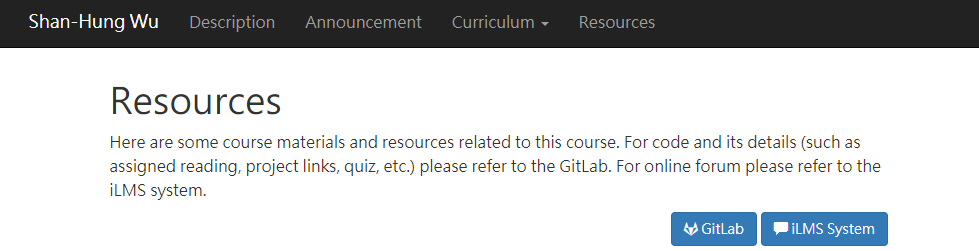 Shan-Hung Wu Description Announcement Curriculum Resources
Resources
Here are some course materials and resources related to this course. For code and its details (such as
assigned reading, project links, quiz, etc.) please refer to the GitLab. For online forum please refer to the
iLMS system.
GitLab iLMS System